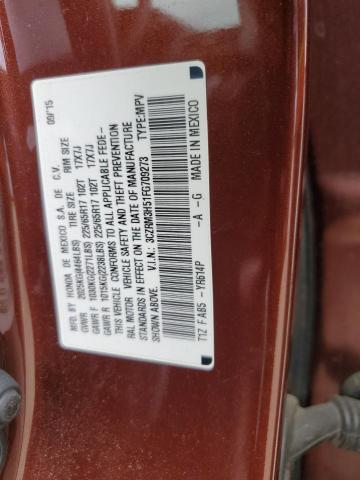 MFD. BY HONDA DE MEXICO S.A. DE C.V. 09/15
GVWR 2025KG(4464LBS) TIRE SIZE RIM SIZE
GAWR F 1030KG(2271LBS) 225/65R17 102T 17X7J
GAWR R 1015KG(2238LBS) 225/65R17 102T 17X7J
THIS VEHICLE CONFORMS TO ALL APPLICABLE FEDE-
RAL MOTOR VEHICLE SAFETY AND THEFT PREVENTION
STANDARDS IN EFFECT ON THE DATE OF MANUFACTURE
SHOWN ABOVE.
V.I.N.: 3CZRM3H51FG709273 TYPE:MPV
T1Z F AB5 - YR614P -A -G MADE IN MEXICO